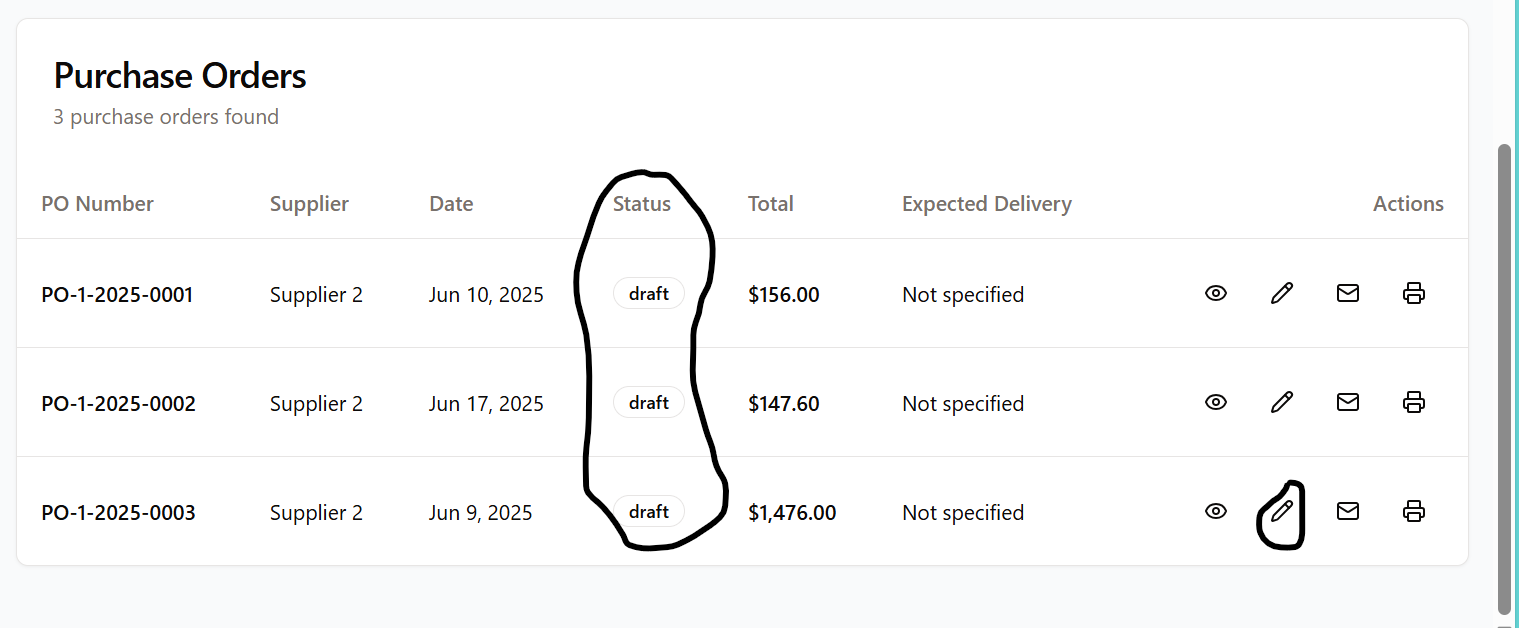 Purchase Orders
3 purchase orders found
PO Number Supplier Date Status Total Expected Delivery Actions
PO-1-2025-0001 Supplier 2 Jun 10, 2025 draft $156.00 Not specified
PO-1-2025-0002 Supplier 2 Jun 17, 2025 draft $147.60 Not specified
PO-1-2025-0003 Supplier 2 Jun 9, 2025 draft $1,476.00 Not specified